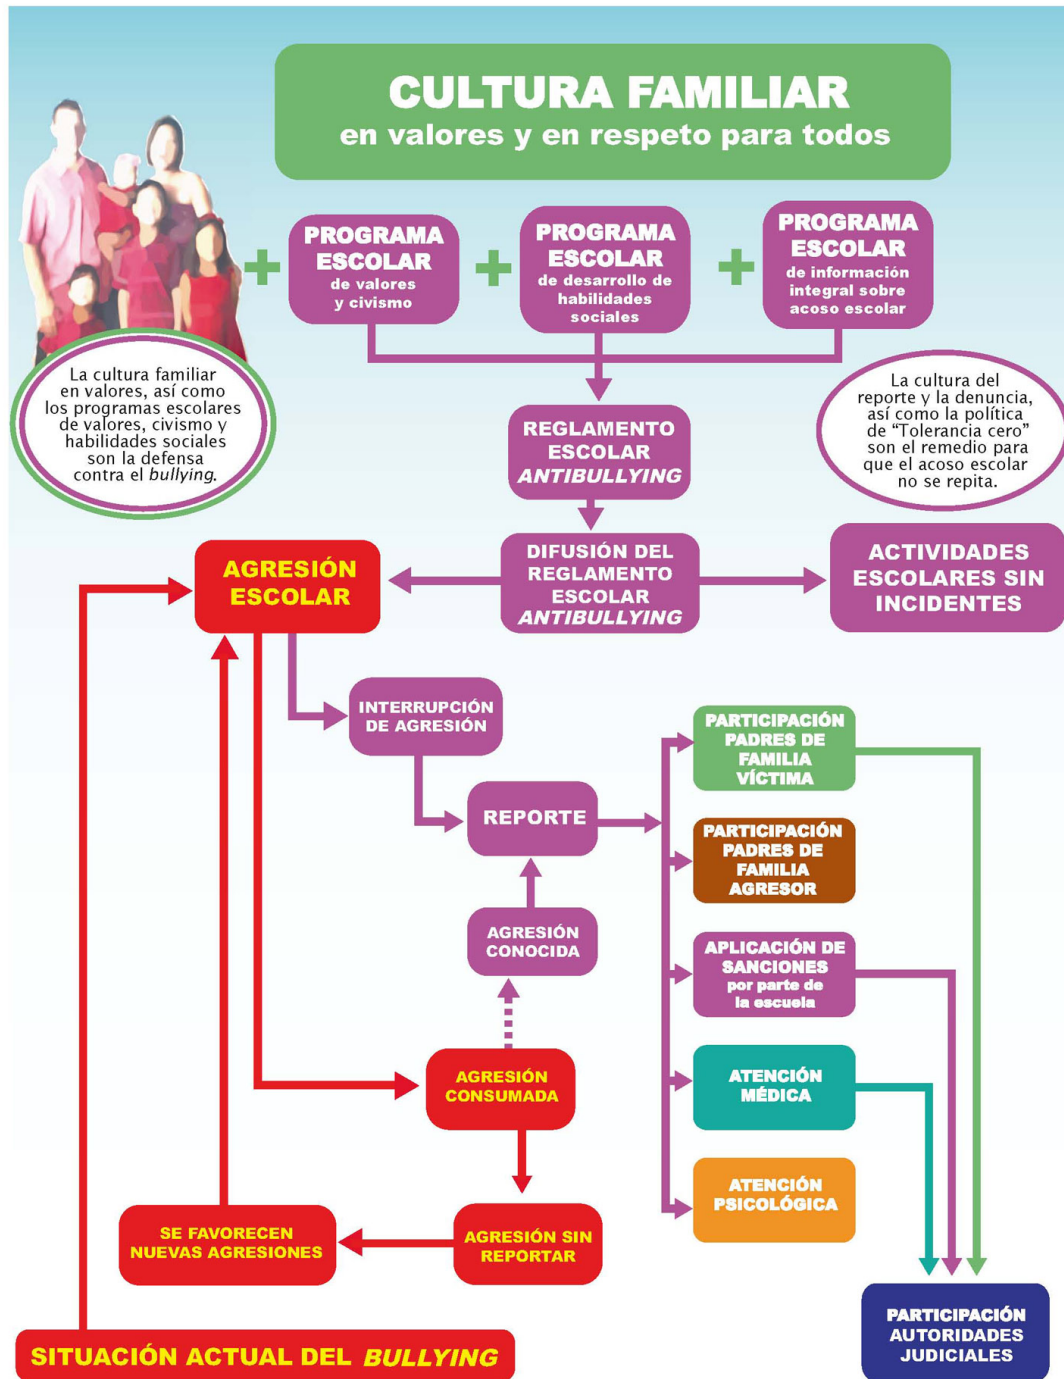 CULTURA FAMILIAR
en valores y en respeto para todos
PROGRAMA
ESCOLAR
de valores
y civismo
PROGRAMA
ESCOLAR
de desarrollo de
habilidades
sociales
PROGRAMA
ESCOLAR
de información
integral sobre
acoso escolar
La cultura familiar
en valores, así como
los programas escolares
de valores, civismo y
habilidades sociales
son la defensa
contra el bullying.
La cultura del
reporte y la denuncia,
así como la política
de “Tolerancia cero”
son el remedio para
que el acoso escolar
no se repita.
REGLAMENTO
ESCOLAR
ANTIBULLYING
AGRESIÓN
ESCOLAR
DIFUSIÓN DEL
REGLAMENTO
ESCOLAR
ANTIBULLYING
ACTIVIDADES
ESCOLARES SIN
INCIDENTES
INTERRUPCIÓN
DE AGRESIÓN
REPORTE
AGRESIÓN
CONOCIDA
AGRESIÓN
CONSUMADA
AGRESIÓN SIN
REPORTAR
SE FAVORECEN
NUEVAS AGRESIONES
PARTICIPACIÓN
PADRES DE
FAMILIA
VÍCTIMA
PARTICIPACIÓN
PADRES DE
FAMILIA
AGRESOR
APLICACIÓN DE
SANCIONES
por parte de
la escuela
ATENCIÓN
MÉDICA
ATENCIÓN
PSICOLÓGICA
PARTICIPACIÓN
AUTORIDADES
JUDICIALES
SITUACIÓN ACTUAL DEL BULLYING